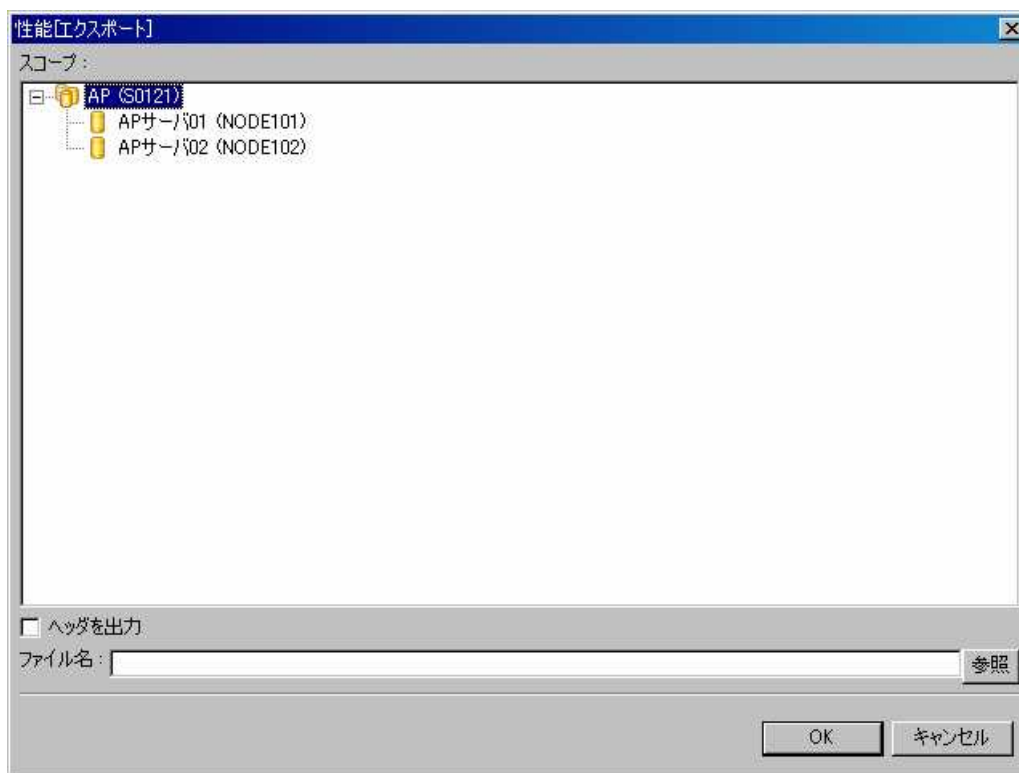 性能[エクスポート]
スコープ:
AP (S0121)
APサーバ01 (NODE101)
APサーバ02 (NODE102)
ヘッダを出力
ファイル名:
参照
OK
キャンセル